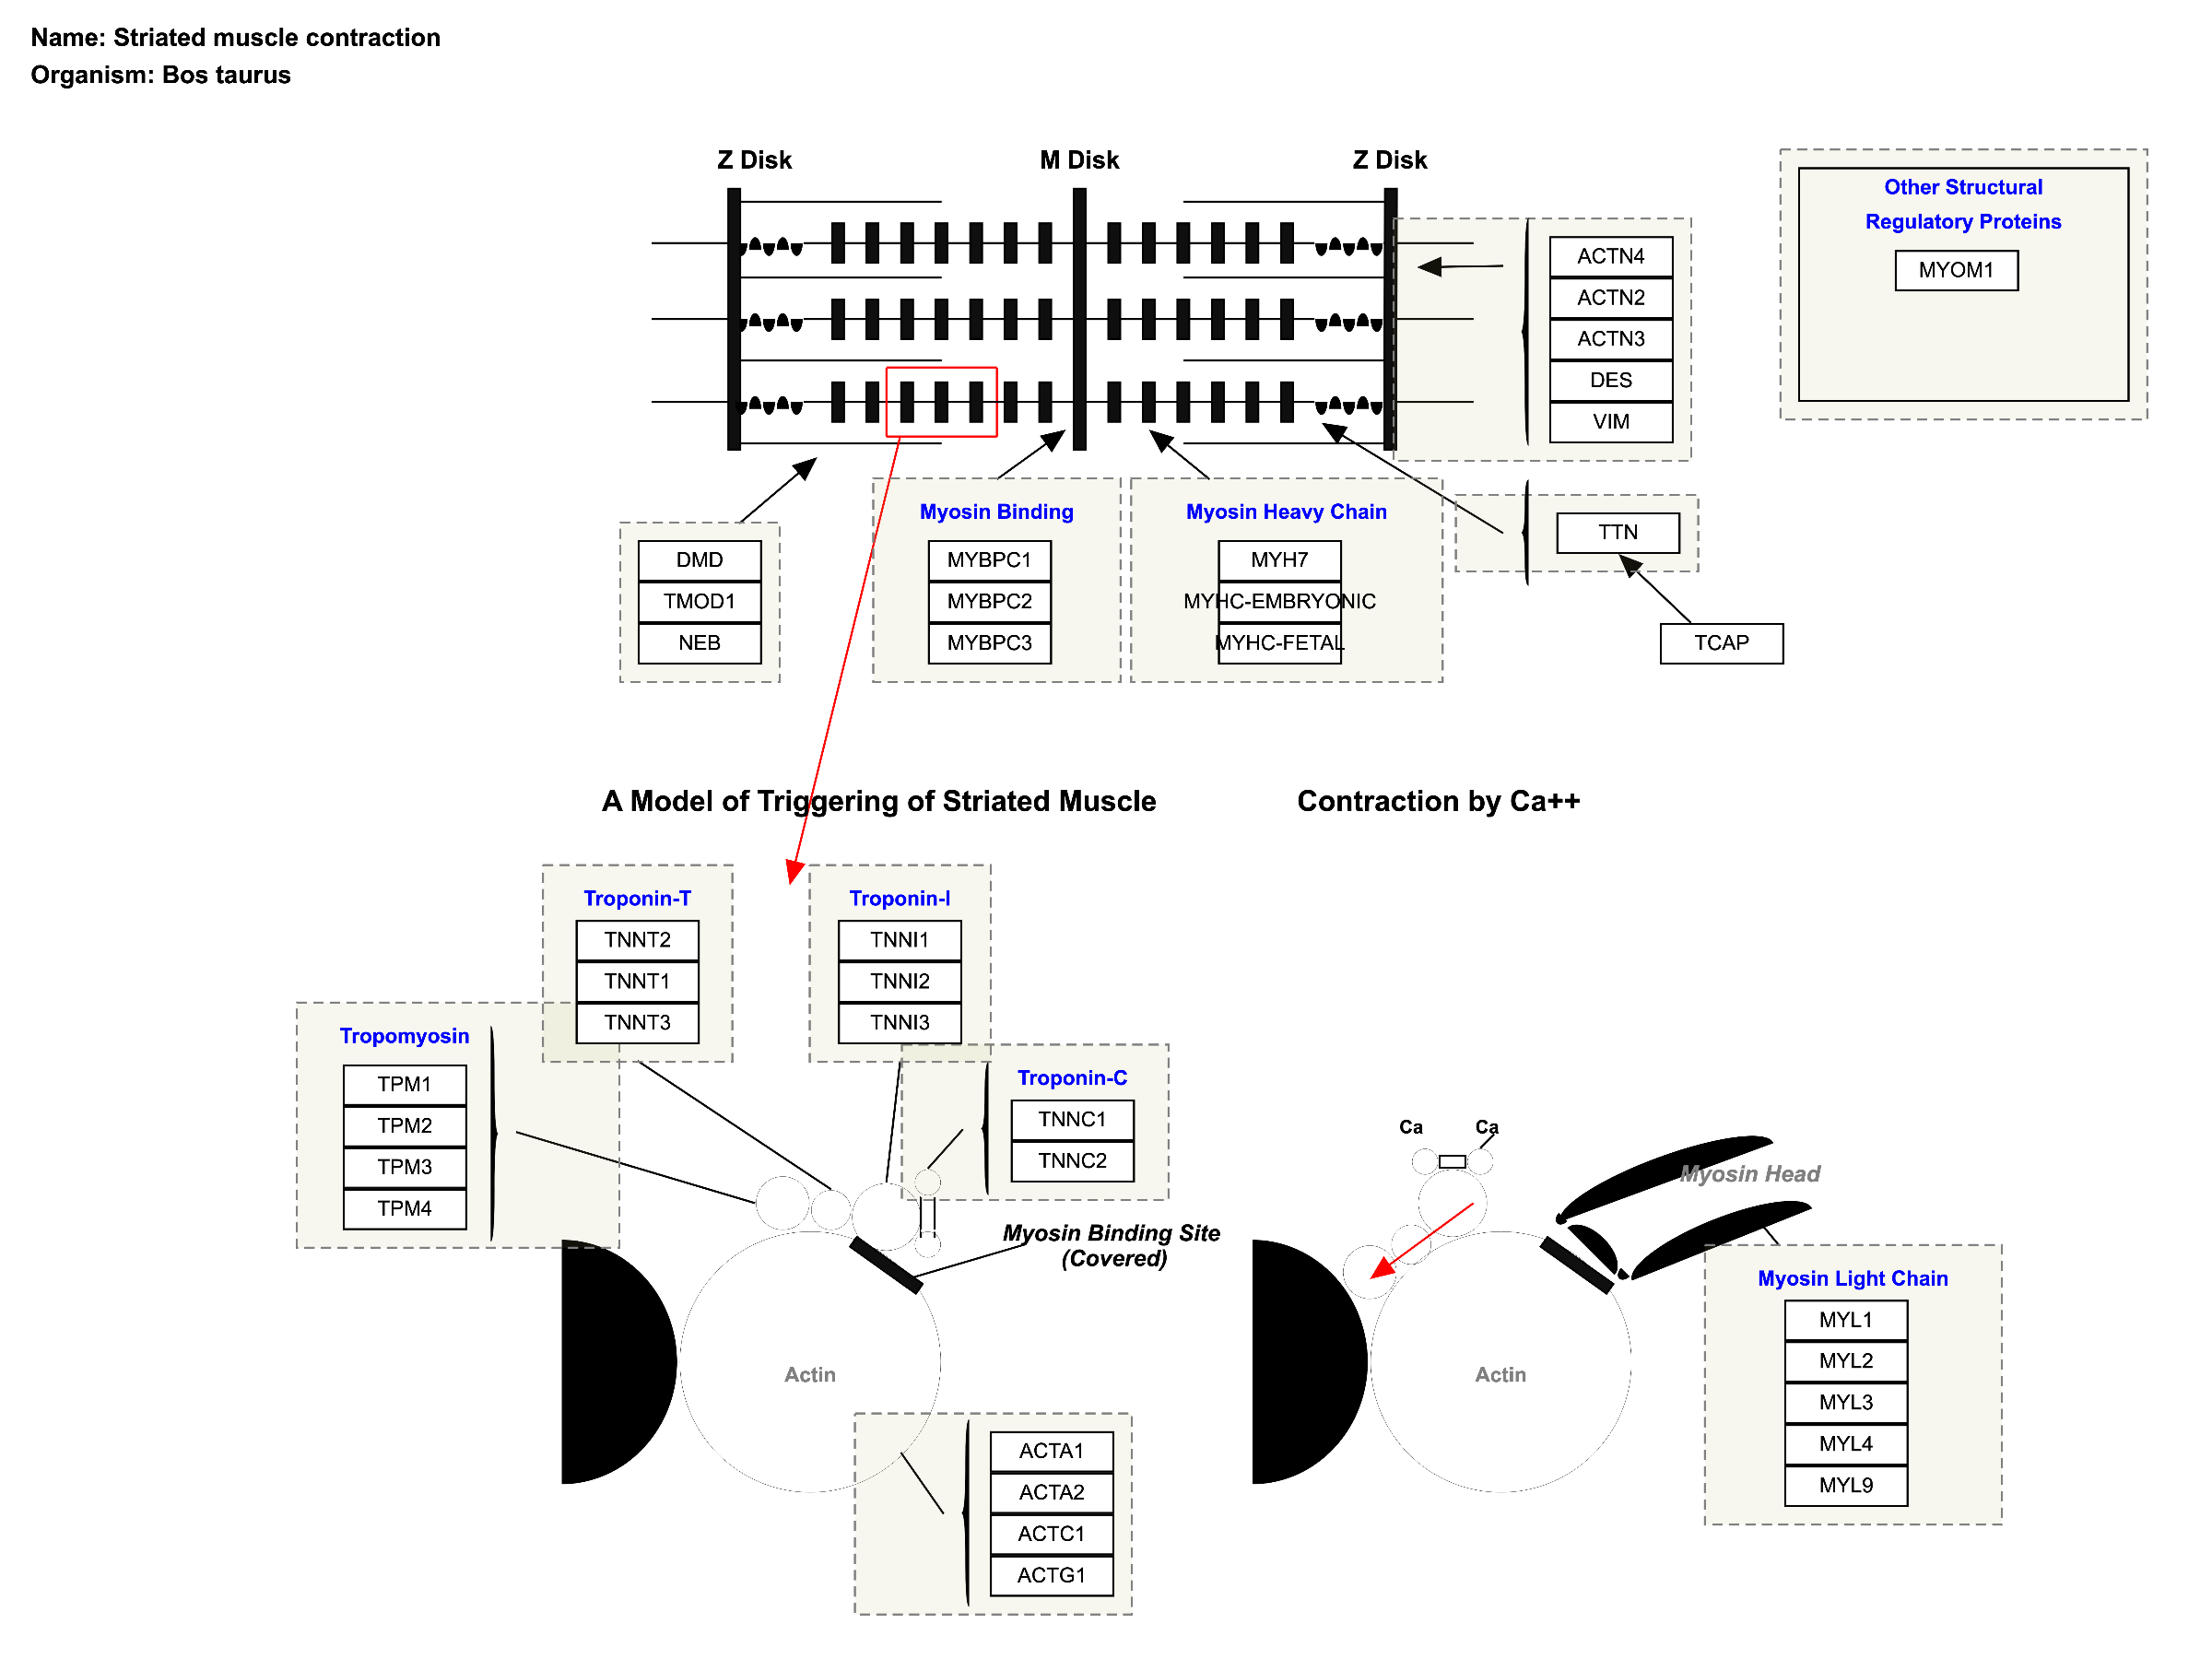 Name: Striated muscle contraction
Organism: Bos taurus
Z Disk
M Disk
Z Disk
Other Structural
Regulatory Proteins
MYOM1
ACTN4
ACTN2
ACTN3
DES
VIM
DMD
TMOD1
NEB
Myosin Binding
MYBPC1
MYBPC2
MYBPC3
Myosin Heavy Chain
MYH7
MYHC-EMBRYONIC
MYHC-FETAL
TTN
TCAP
A Model of Triggering of Striated Muscle
Contraction by Ca++
Troponin-T
TNNT2
TNNT1
TNNT3
Troponin-I
TNNI1
TNNI2
TNNI3
Tropomyosin
TPM1
TPM2
TPM3
TPM4
Troponin-C
TNNC1
TNNC2
Myosin Binding Site
(Covered)
Actin
ACTA1
ACTA2
ACTC1
ACTG1
Ca
Ca
Myosin Head
Actin
Myosin Light Chain
MYL1
MYL2
MYL3
MYL4
MYL9